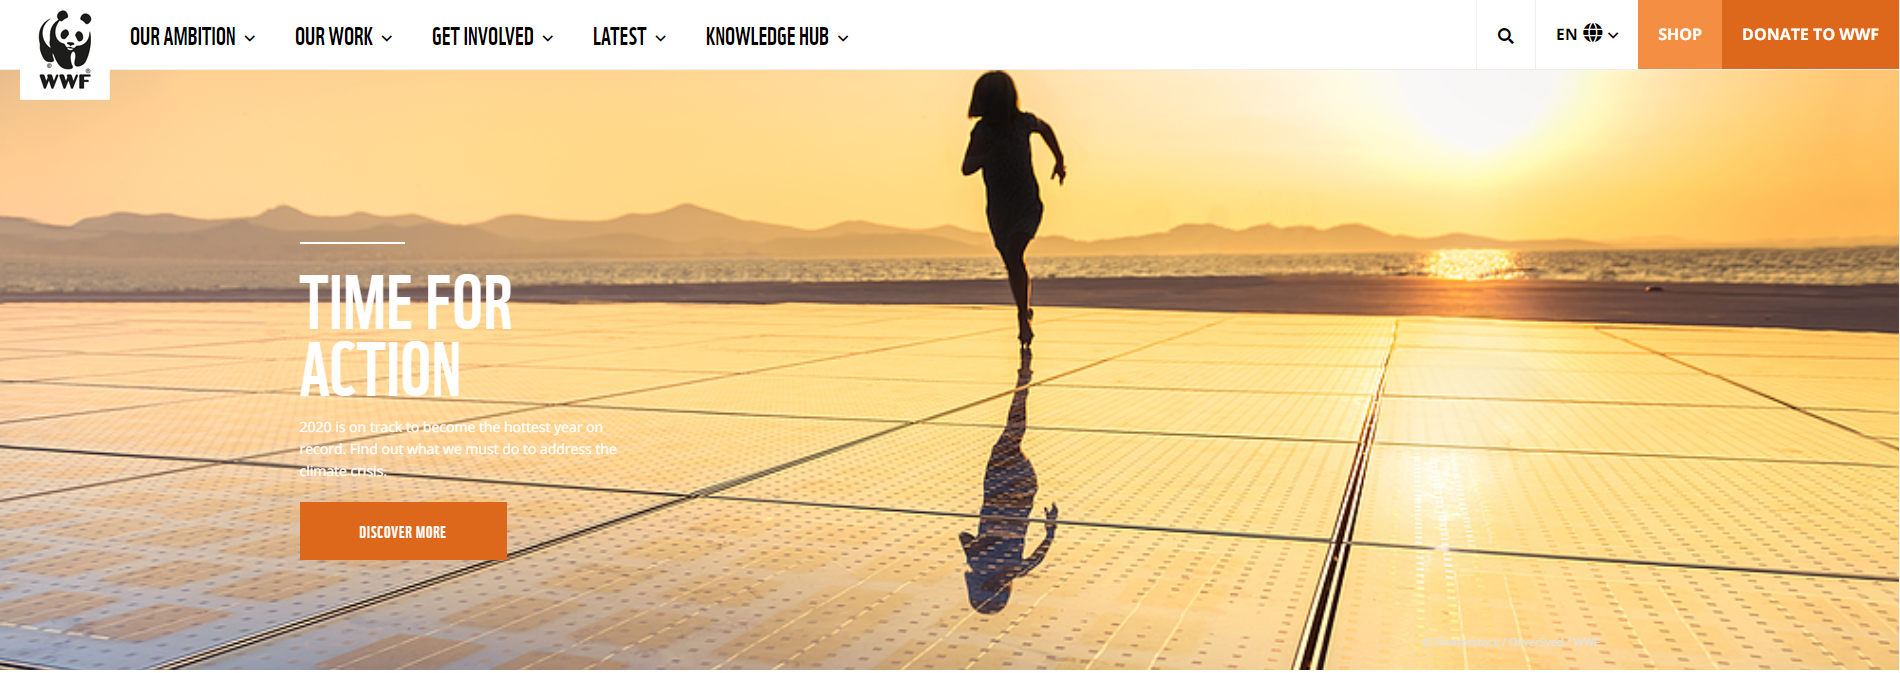 OUR AMBITION OUR WORK GET INVOLVED LATEST KNOWLEDGE HUB EN SHOP DONATE TO WWF
WWF
TIME FOR
ACTION
2020 is on track to become the hottest year on
record. Find out what we must do to address the
climate crisis.
DISCOVER MORE